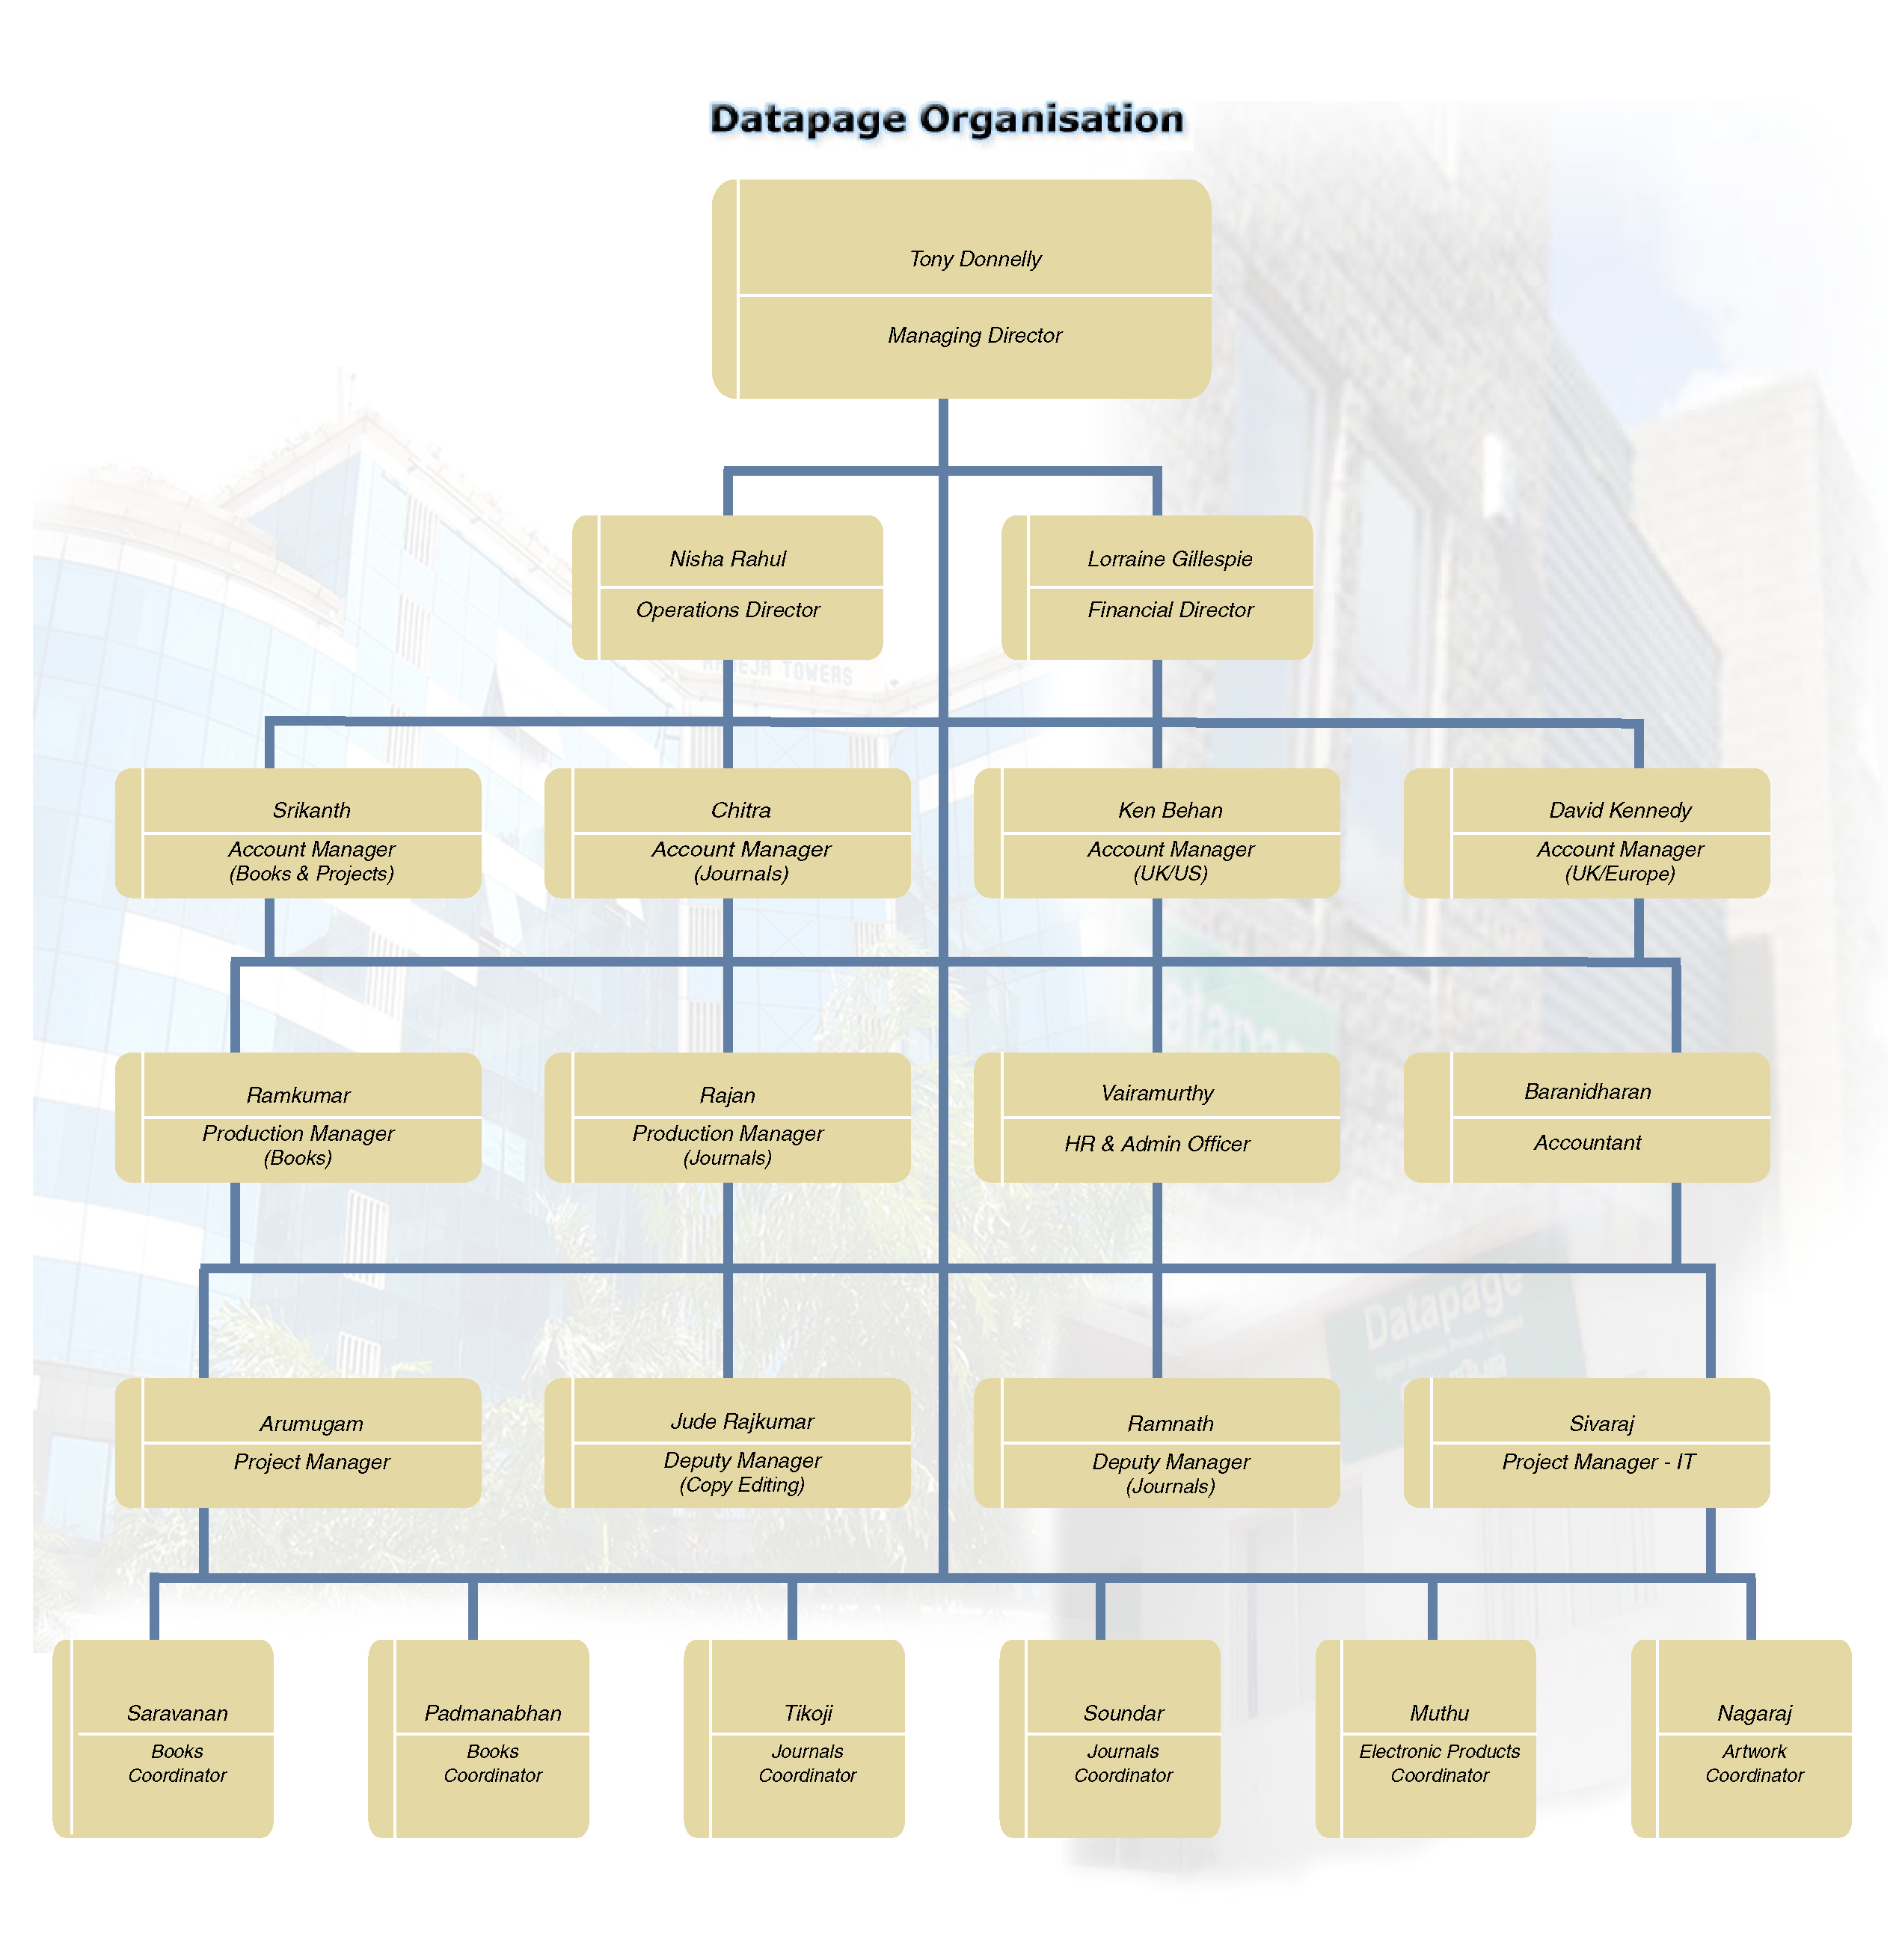 Datapage Organisation
Tony Donnelly
Managing Director
Nisha Rahul
Operations Director
Lorraine Gillespie
Financial Director
TOWERS
Srikanth
Account Manager
(Books & Projects)
Chitra
Account Manager
(Journals)
Ken Behan
Account Manager
(UK/US)
David Kennedy
Account Manager
(UK/Europe)
Ramkumar
Production Manager
(Books)
Rajan
Production Manager
(Journals)
Vairamurthy
HR & Admin Officer
Baranidharan
Accountant
Datapage
Arumugam
Project Manager
Jude Rajkumar
Deputy Manager
(Copy Editing)
Ramnath
Deputy Manager
(Journals)
Sivaraj
Project Manager - IT
Saravanan
Books
Coordinator
Padmanabhan
Books
Coordinator
Tikoji
Journals
Coordinator
Soundar
Journals
Coordinator
Muthu
Electronic Products
Coordinator
Nagaraj
Artwork
Coordinator